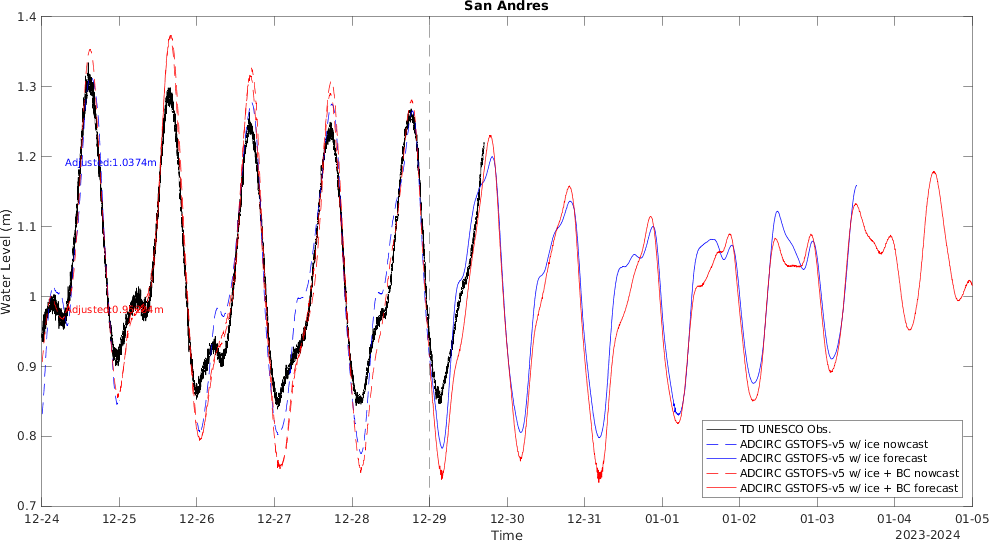 San Andres
1.4
1.3
1.2
1.1
1
0.9
0.8
0.7
Water Level (m)
Adjusted:1.0374m
TD UNESCO Obs.
ADCIRC GSTOFS-v5 w/ ice nowcast
ADCIRC GSTOFS-v5 w/ ice forecast
ADCIRC GSTOFS-v5 w/ ice + BC nowcast
ADCIRC GSTOFS-v5 w/ ice + BC forecast
12-24 12-25 12-26 12-27 12-28 12-29 12-30 12-31 01-01 01-02 01-03 01-04 01-05
Time
2023-2024